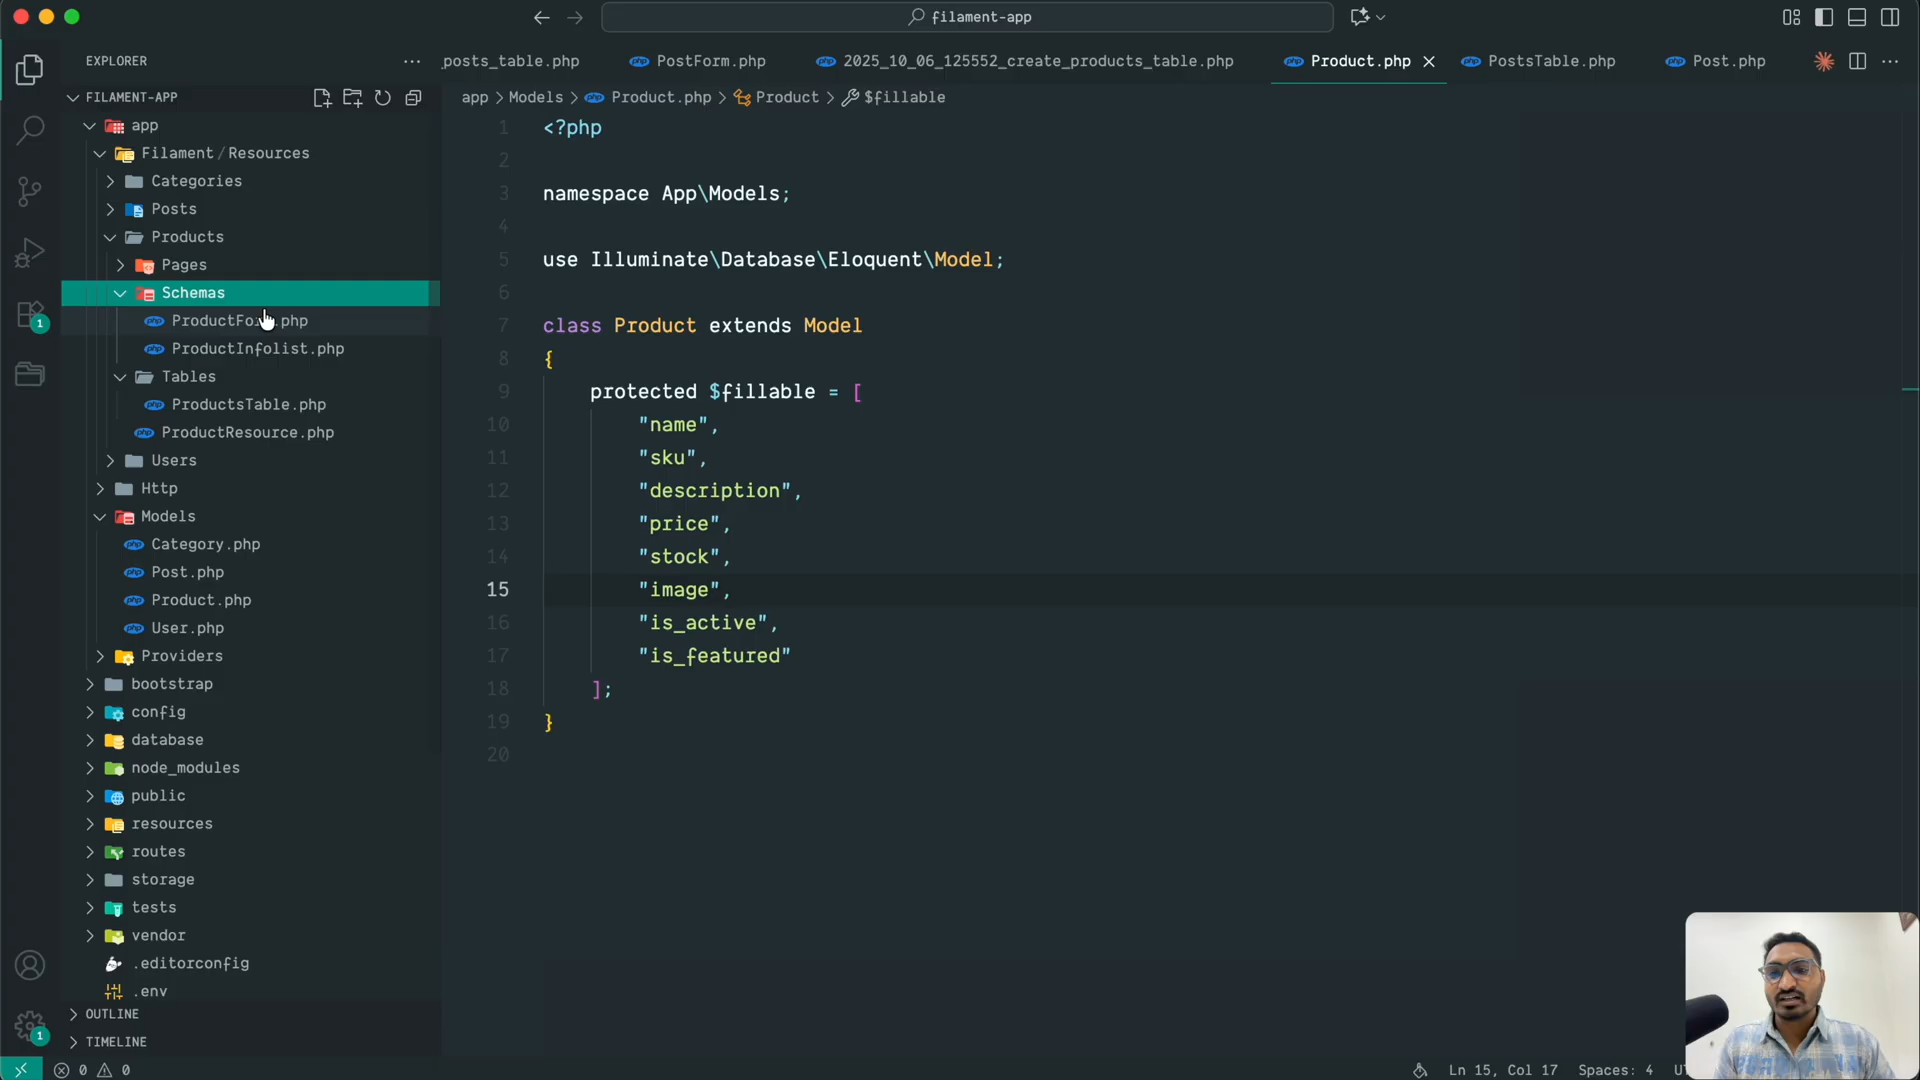 filament-app
EXPLORER
posts_table.php
PostForm.php
2025_10_06_125552_create_products_table.php
Product.php
PostsTable.php
Post.php
FILAMENT-APP
app
Filament/Resources
Categories
Posts
Products
Pages
Schemas
.php
ProductInfolist.php
Tables
ProductsTable.php
ProductResource.php
Users
Http
Models
Category.php
Post.php
Product.php
User.php
Providers
bootstrap
config
database
node_modules
public
resources
routes
storage
tests
vendor
.editorconfig
.env
OUTLINE
TIMELINE
app > Models > Product.php > Product > $fillable
1 <?php
2
3 namespace App\Models;
4
5 use Illuminate\Database\Eloquent\Model;
6
7 class Product extends Model
8 {
9 protected $fillable = [
10 "name",
11 "sku",
12 "description",
13 "price",
14 "stock",
15 "image",
16 "is_active",
17 "is_featured"
18 ];
19 }
20
1
1
0 0
Ln 15, Col 17 Spaces: 4